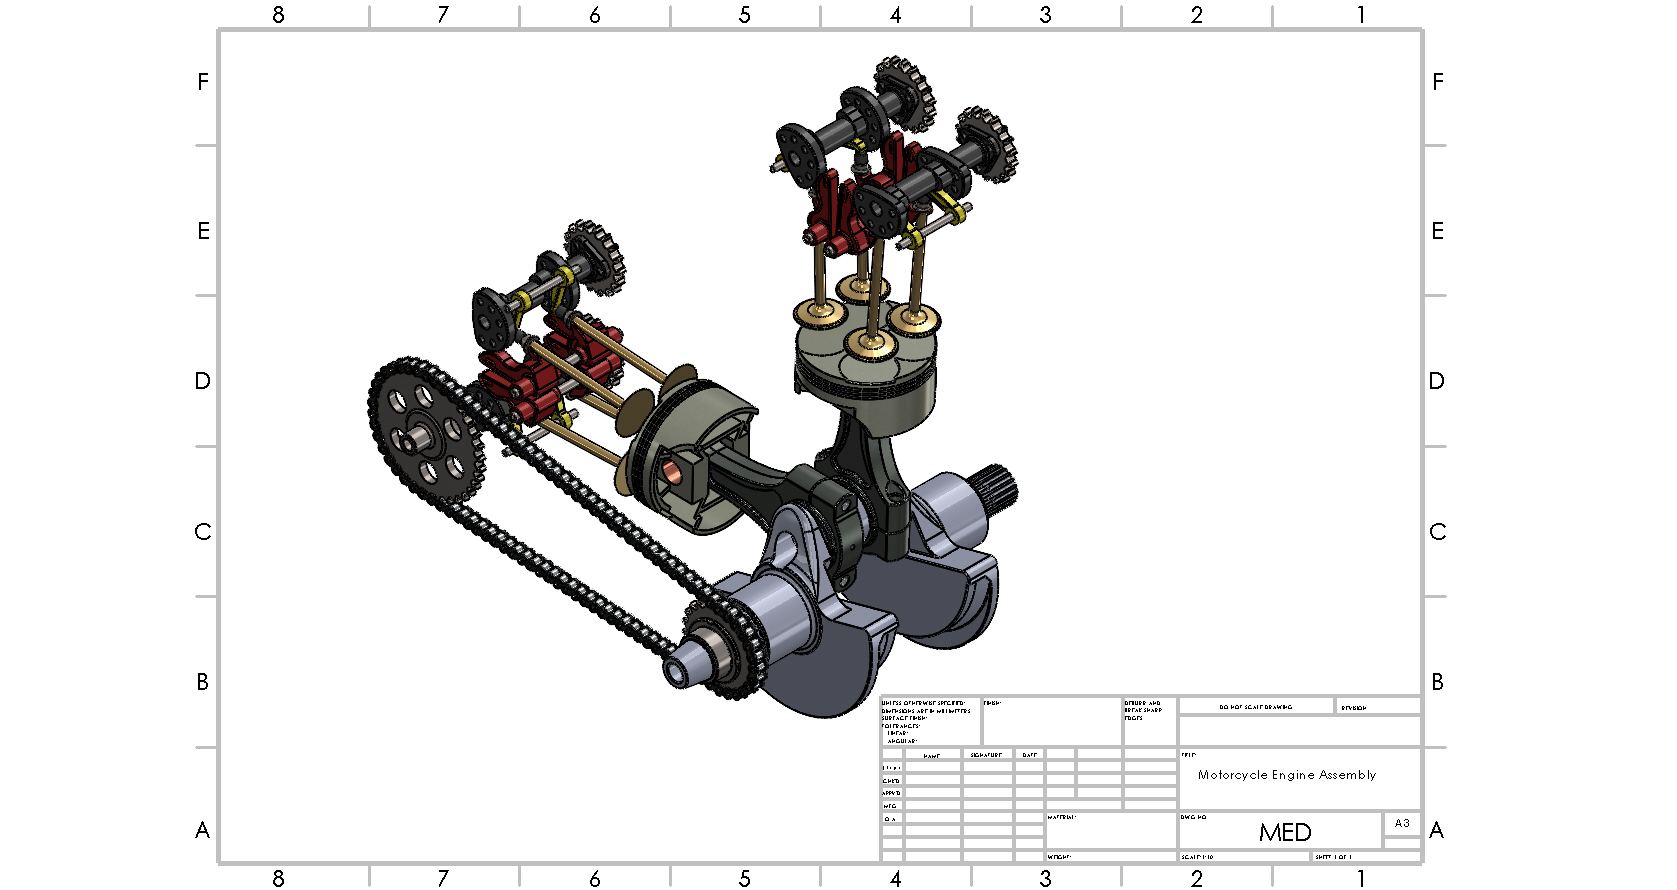 8 7 6 5 4 3 2 1
F F
E E
D D
C C
B B
A A
UNLESS OTHERWISE SPECIFIED:
DIMENSIONS ARE IN MILLIMETERS
SURFACE FINISH:
TOLERANCES:
LINEAR:
ANGULAR:
FINISH:
DEBURR AND
BREAK SHARP
EDGES
DO NOT SCALE DRAWING
REVISION
NAME SIGNATURE DATE
CHK'D
APPV'D
MFG
Q.A
TITLE:
Motorcycle Engine Assembly
MATERIAL:
DWG NO.
MED
A3
WEIGHT:
SCALE:1:10
SHEET 1 OF 1
8 7 6 5 4 3 2 1